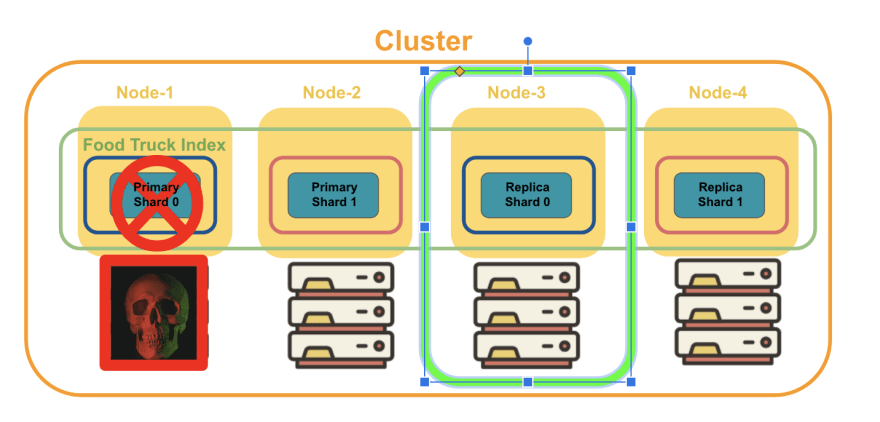 Cluster
Node-1
Node-2
Node-3
Node-4
Food Truck Index
Primary
Shard 0
Primary
Shard 1
Replica
Shard 0
Replica
Shard 1